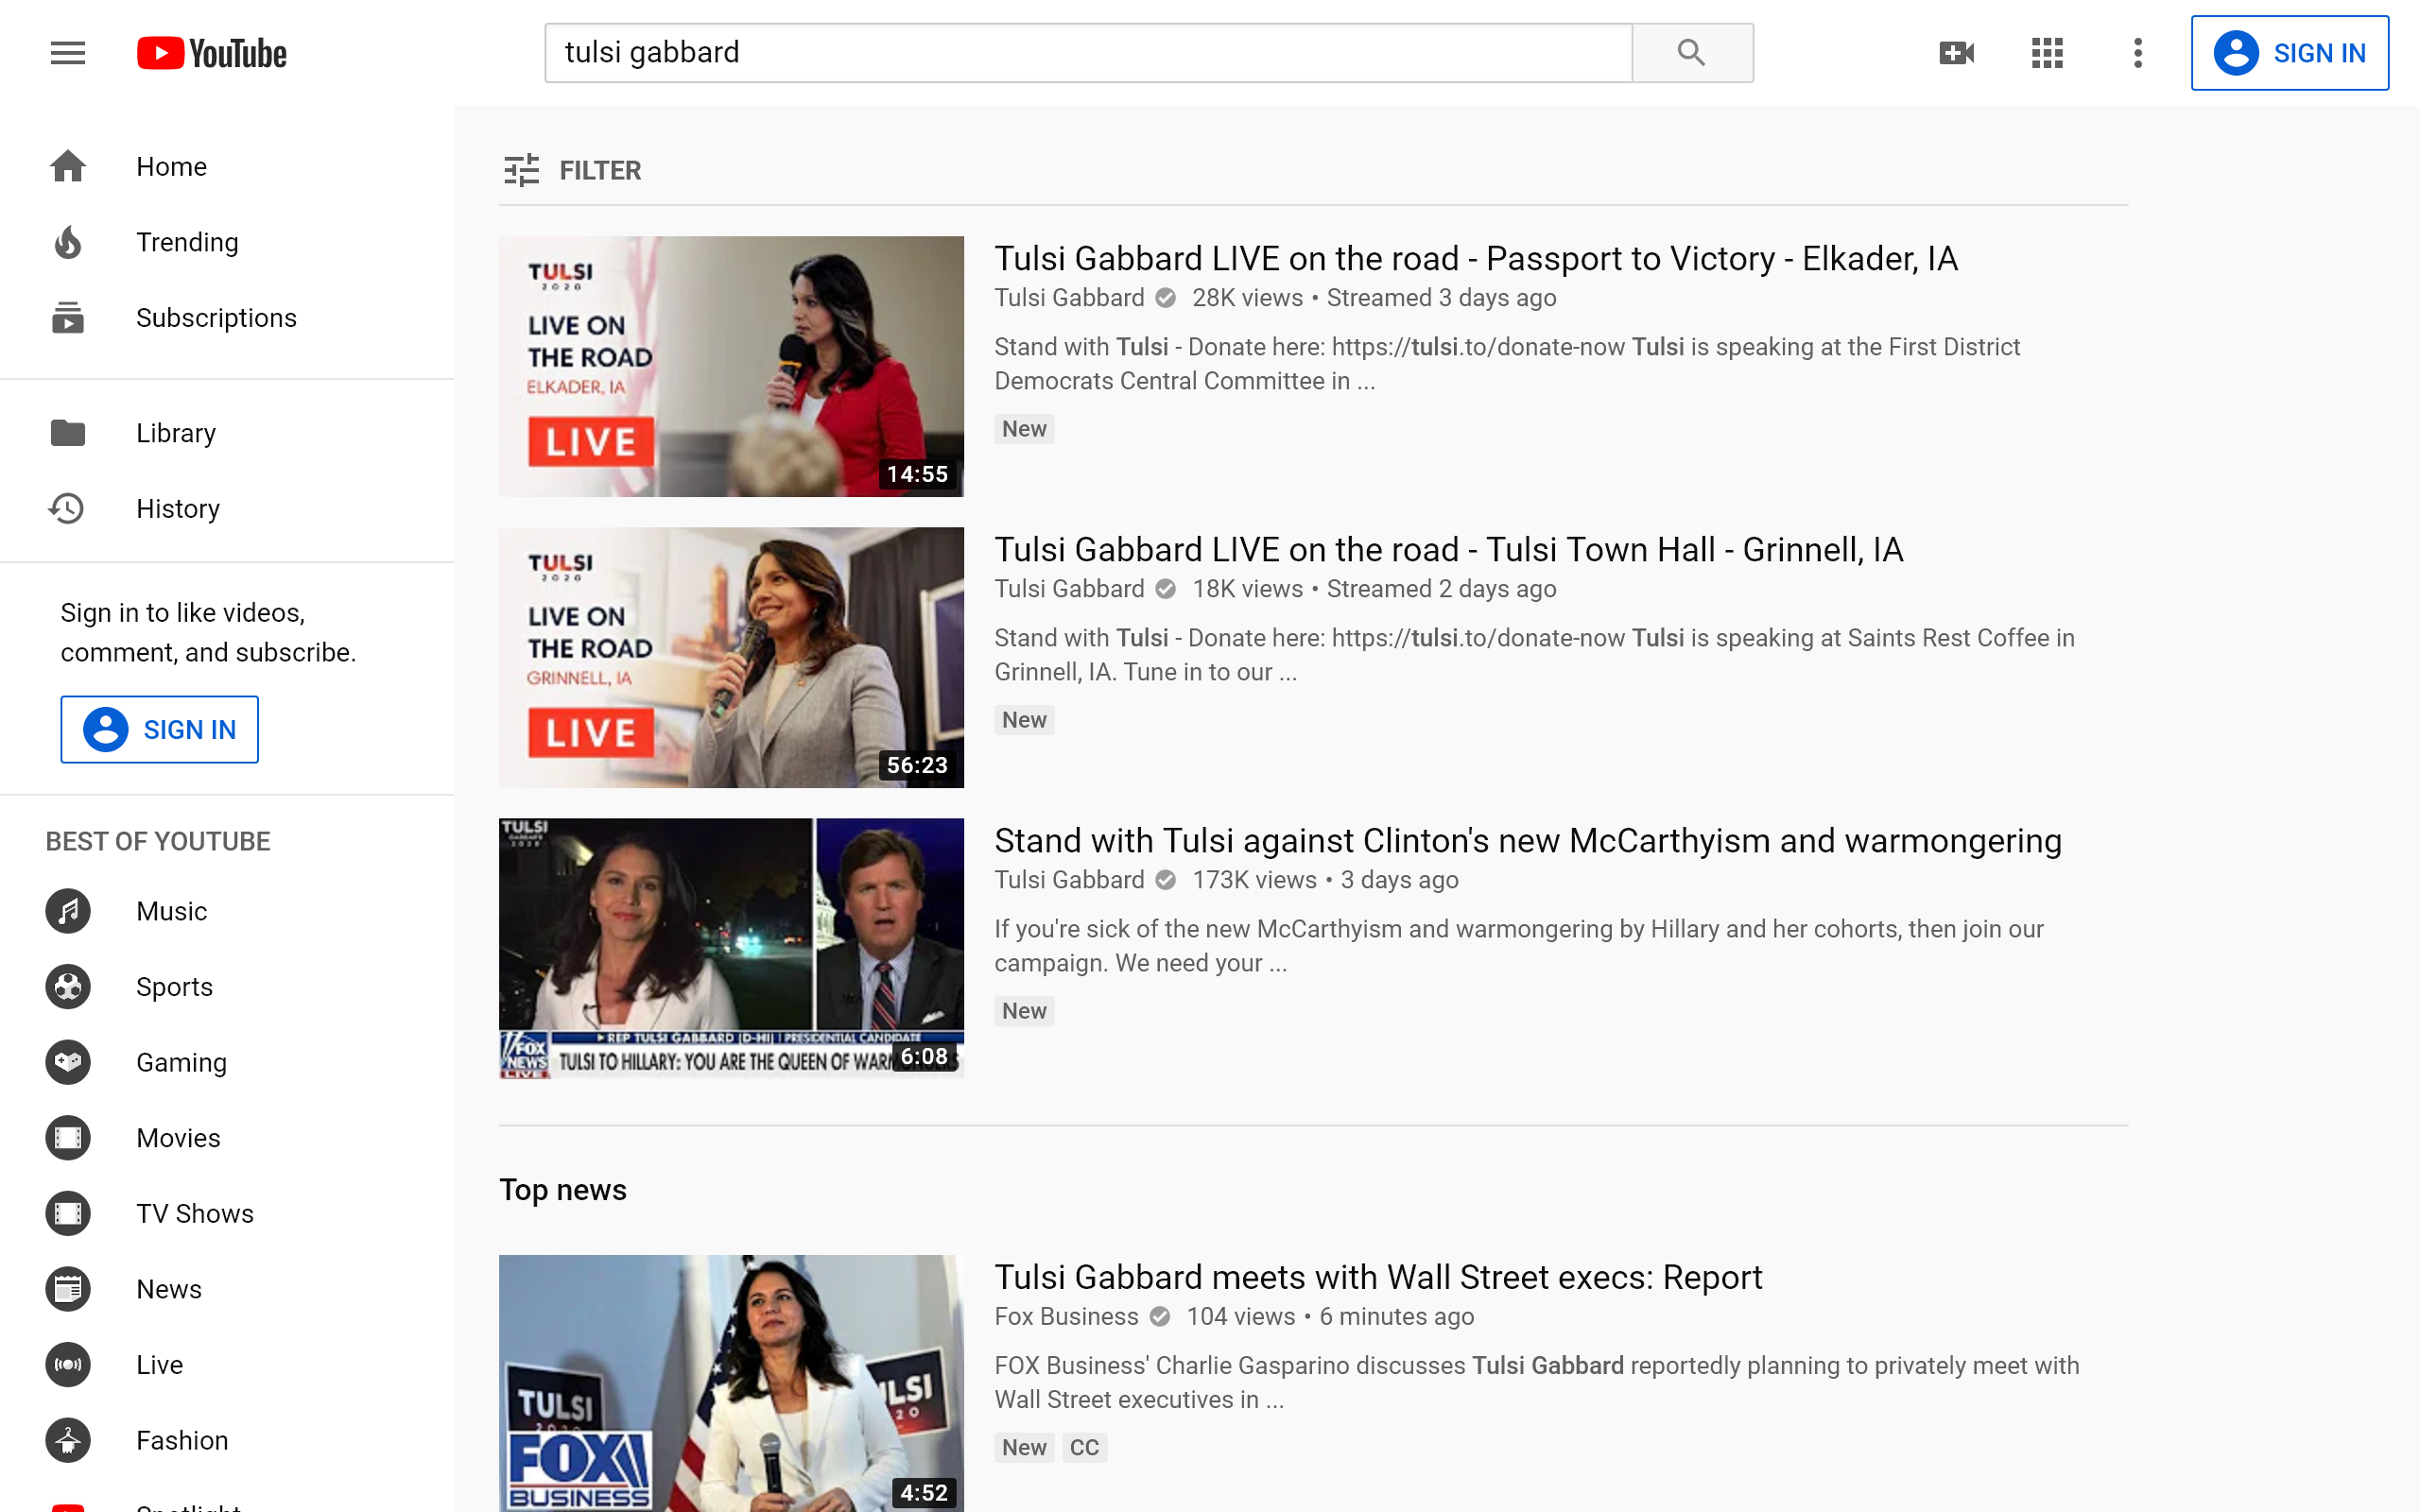 YouTube
tulsi gabbard
SIGN IN
Home
Trending
Subscriptions
Library
History
Sign in to like videos,
comment, and subscribe.
SIGN IN
BEST OF YOUTUBE
Music
Sports
Gaming
Movies
TV Shows
News
Live
Fashion
Spotlight
FILTER
TULSI
2020
LIVE ON
THE ROAD
ELKADER, IA
LIVE
14:55
Tulsi Gabbard LIVE on the road - Passport to Victory - Elkader, IA
Tulsi Gabbard 28K views • Streamed 3 days ago
Stand with Tulsi - Donate here: https://tulsi.to/donate-now Tulsi is speaking at the First District
Democrats Central Committee in ...
New
TULSI
2020
LIVE ON
THE ROAD
GRINNELL, IA
LIVE
56:23
Tulsi Gabbard LIVE on the road - Tulsi Town Hall - Grinnell, IA
Tulsi Gabbard 18K views • Streamed 2 days ago
Stand with Tulsi - Donate here: https://tulsi.to/donate-now Tulsi is speaking at Saints Rest Coffee in
Grinnell, IA. Tune in to our ...
New
TULSI
GABBARD
2020
REP TULSI GABBARD (D-HI) | PRESIDENTIAL CANDIDATE
FOX
NEWS
LIVE
TULSI TO HILLARY: YOU ARE THE QUEEN OF WARMONGERS
6:08
Stand with Tulsi against Clinton's new McCarthyism and warmongering
Tulsi Gabbard 173K views • 3 days ago
If you're sick of the new McCarthyism and warmongering by Hillary and her cohorts, then join our
campaign. We need your ...
New
Top news
TULSI
2020
ULSI
20
FOX
BUSINESS
4:52
Tulsi Gabbard meets with Wall Street execs: Report
Fox Business 104 views • 6 minutes ago
FOX Business' Charlie Gasparino discusses Tulsi Gabbard reportedly planning to privately meet with
Wall Street executives in ...
New CC